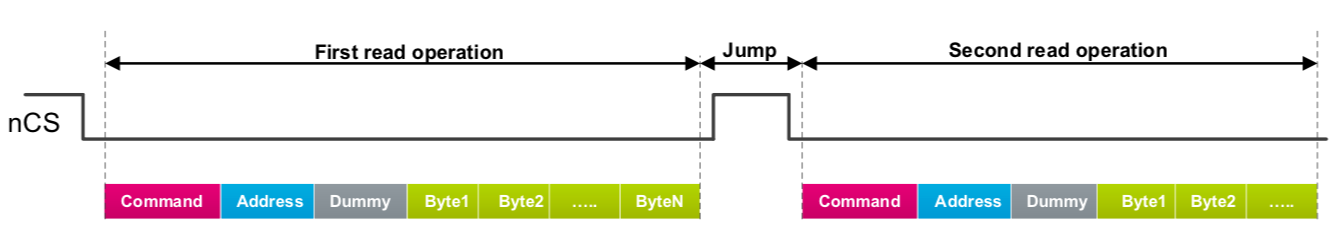 First read operation Jump Second read operation
nCS
Command Address Dummy Byte1 Byte2 ..... ByteN Command Address Dummy Byte1 Byte2 .....